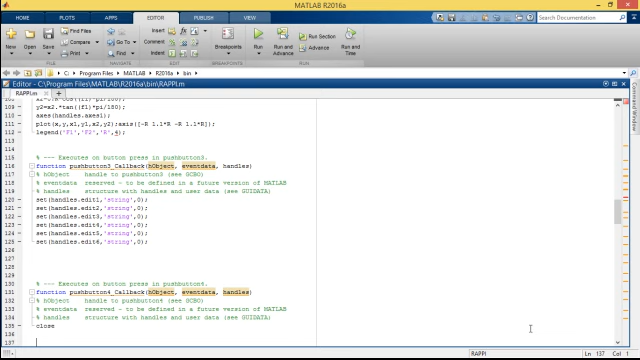 MATLAB R2016a
HOME PLOTS APPS EDITOR PUBLISH VIEW
Search Documentation
New Open Save
Find Files
Compare
Print
Go To
Find
Insert
Comment
Indent
Breakpoints
Run
Run and Advance
Run Section
Advance
Run and Time
FILE NAVIGATE EDIT BREAKPOINTS RUN
C: Program Files MATLAB R2016a bin
Editor - C:\Program Files\MATLAB\R2016a\bin\RAPPI.m
RAPPI.m
Command Window
109 y2=x2.*tan((f1)*pi/180);
110 axes(handles.axes1);
111 plot(x,y,x1,y1,x2,y2);axis([-R 1.1*R -R 1.1*R]);
112 legend('F1','F2','R',4);
113
114
115 % --- Executes on button press in pushbutton3.
116 function pushbutton3_Callback(hObject, eventdata, handles)
117 % hObject handle to pushbutton3 (see GCBO)
118 % eventdata reserved - to be defined in a future version of MATLAB
119 % handles structure with handles and user data (see GUIDATA)
120 set(handles.edit1,'string',0);
121 set(handles.edit2,'string',0);
122 set(handles.edit3,'string',0);
123 set(handles.edit4,'string',0);
124 set(handles.edit5,'string',0);
125 set(handles.edit6,'string',0);
126
127
128
129
130 % --- Executes on button press in pushbutton4.
131 function pushbutton4_Callback(hObject, eventdata, handles)
132 % hObject handle to pushbutton4 (see GCBO)
133 % eventdata reserved - to be defined in a future version of MATLAB
134 % handles structure with handles and user data (see GUIDATA)
135 close
136
137
RAPPI Ln 137 Col 1